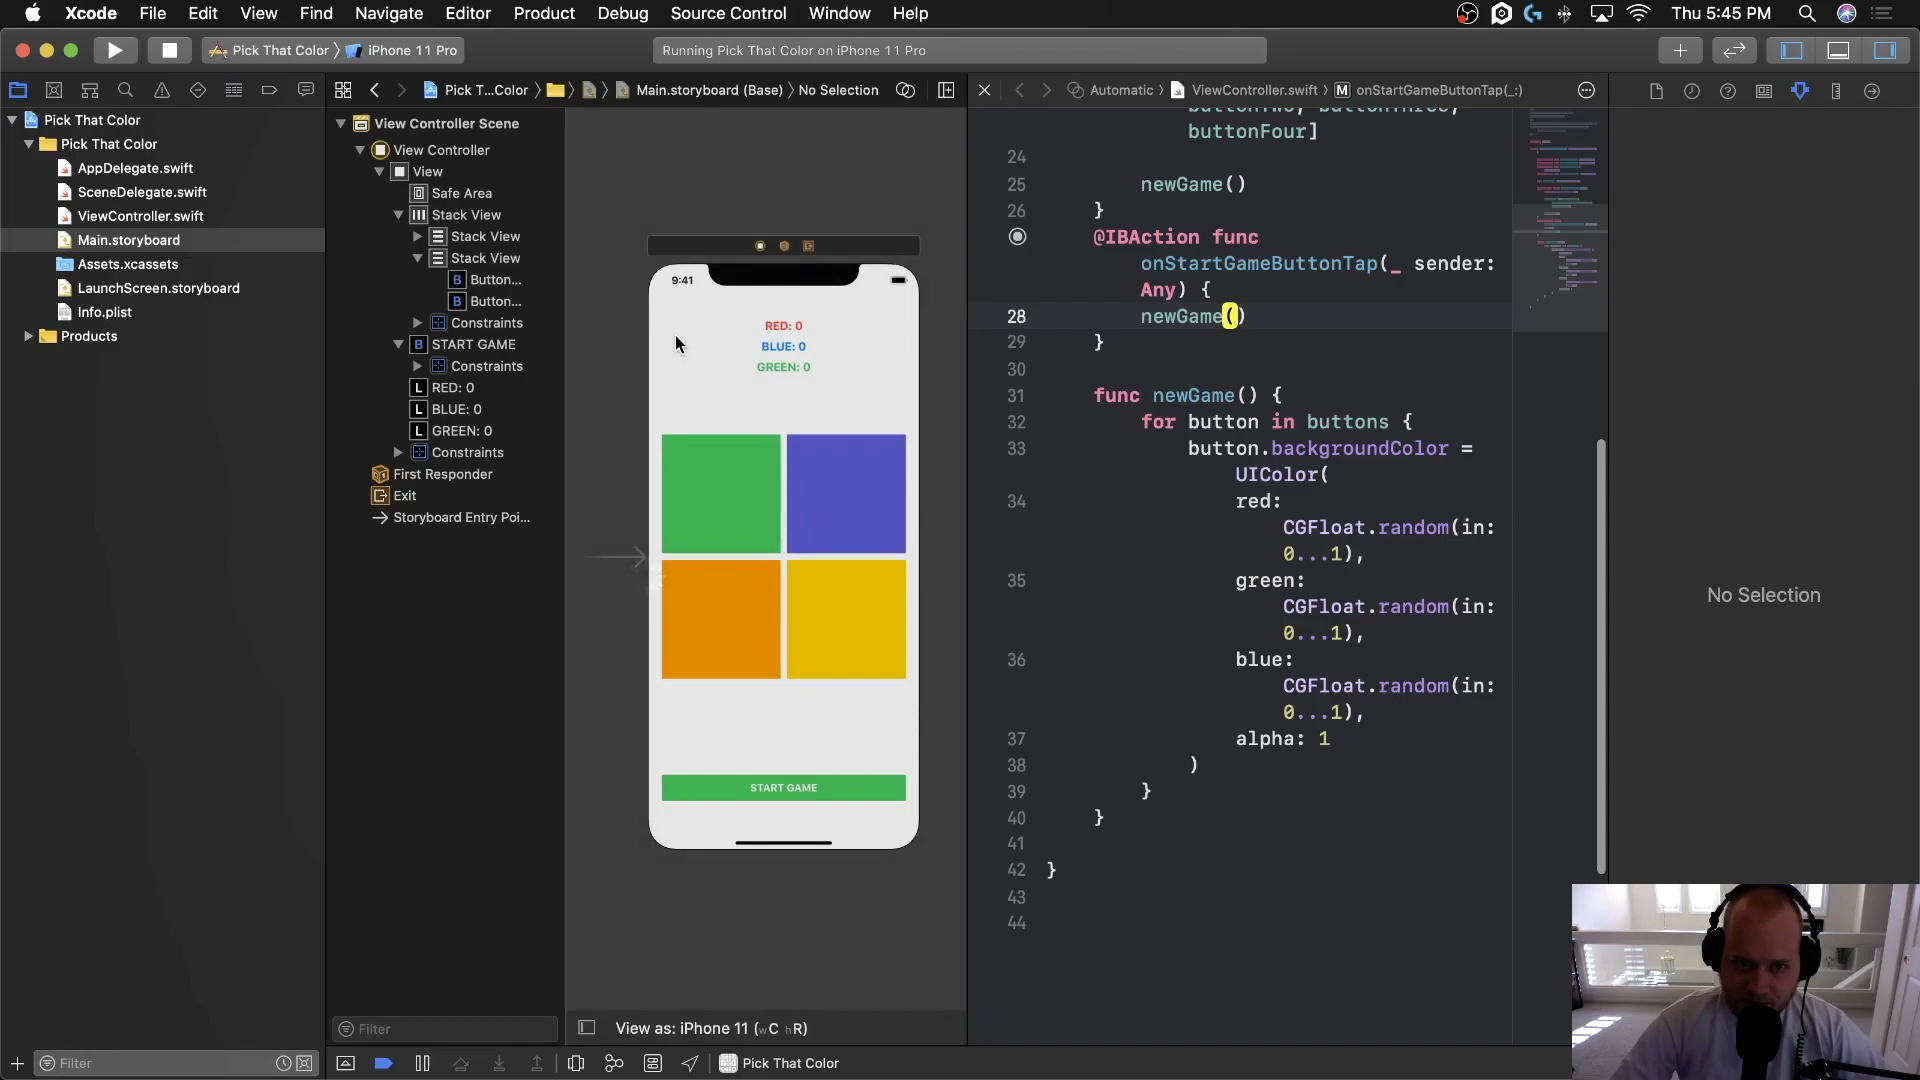 Xcode File Edit View Find Navigate Editor Product Debug Source Control Window Help Thu 5:45 PM
Pick That Color iPhone 11 Pro Running Pick That Color on iPhone 11 Pro
Pick T...Color Main.storyboard (Base) No Selection Automatic ViewController.swift M onStartGameButtonTap(_:)
Pick That Color
Pick That Color
AppDelegate.swift
SceneDelegate.swift
ViewController.swift
Main.storyboard
Assets.xcassets
LaunchScreen.storyboard
Info.plist
Products
Filter
View Controller Scene
View Controller
View
Safe Area
Stack View
Stack View
Stack View
B Button...
B Button...
Constraints
B START GAME
Constraints
L RED: 0
L BLUE: 0
L GREEN: 0
Constraints
First Responder
Exit
Storyboard Entry Poi...
Filter
9:41
RED: 0
BLUE: 0
GREEN: 0
START GAME
View as: iPhone 11 (wC hR)
Pick That Color
buttonTwo, buttonThree,
buttonFour]
24
25 newGame()
26 }
@IBAction func
onStartGameButtonTap(_ sender:
Any) {
28 newGame()
29 }
30
31 func newGame() {
32 for button in buttons {
33 button.backgroundColor =
UIColor(
34 red:
CGFloat.random(in:
0...1),
35 green:
CGFloat.random(in:
0...1),
36 blue:
CGFloat.random(in:
0...1),
37 alpha: 1
38 )
39 }
40 }
41
42 }
43
44
No Selection